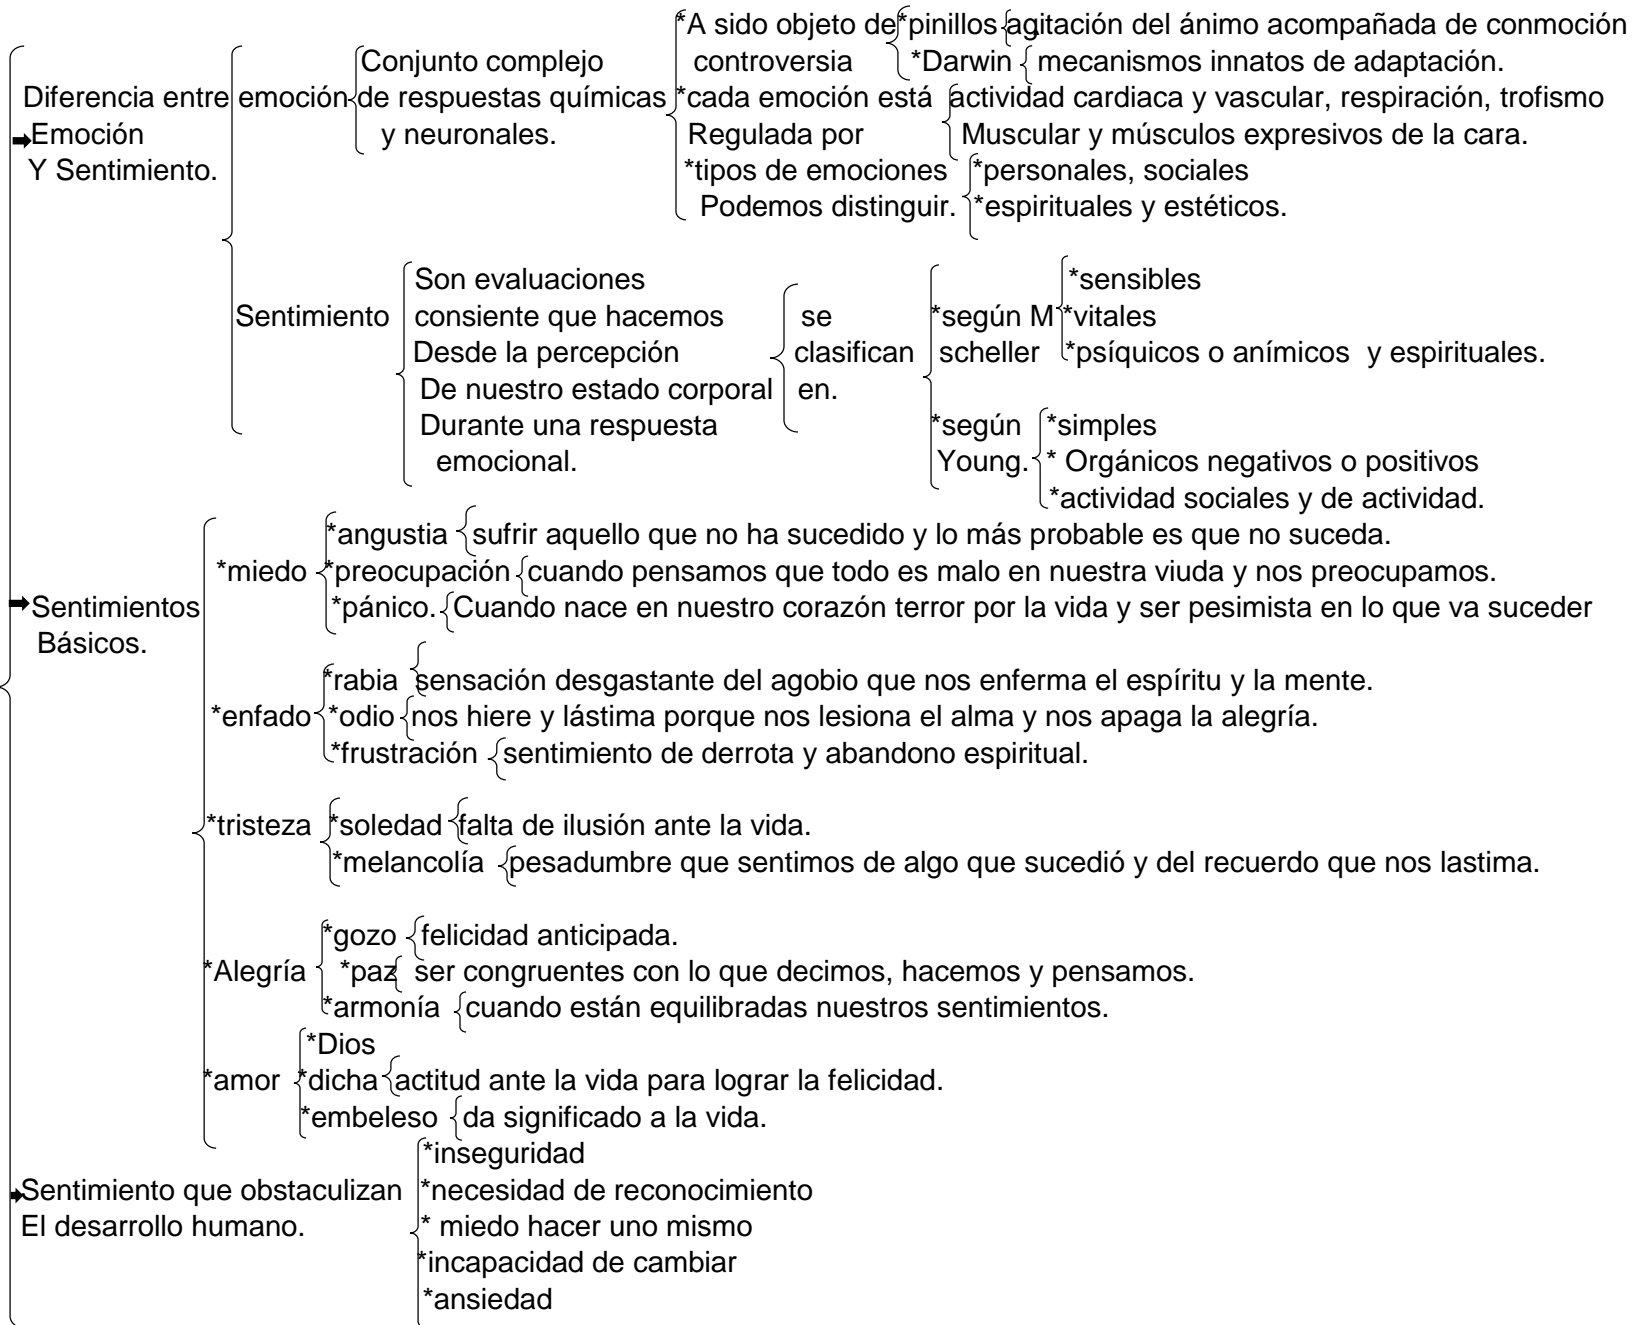 *A sido objeto de *pinillos agitación del ánimo acompañada de conmoción
Conjunto complejo controversia *Darwin mecanismos innatos de adaptación.
Diferencia entre emoción de respuestas químicas *cada emoción está actividad cardiaca y vascular, respiración, trofismo
Emoción y neuronales. Regulada por Muscular y músculos expresivos de la cara.
Y Sentimiento. *tipos de emociones *personales, sociales
Podemos distinguir. *espirituales y estéticos.
Son evaluaciones *sensibles
Sentimiento consiente que hacemos se *según M *vitales
Desde la percepción clasifican scheller *psíquicos o anímicos y espirituales.
De nuestro estado corporal en.
Durante una respuesta *según *simples
emocional. Young. * Orgánicos negativos o positivos
*actividad sociales y de actividad.
*angustia sufrir aquello que no ha sucedido y lo más probable es que no suceda.
*miedo *preocupación cuando pensamos que todo es malo en nuestra viuda y nos preocupamos.
Sentimientos *pánico. Cuando nace en nuestro corazón terror por la vida y ser pesimista en lo que va suceder
Básicos.
*rabia sensación desgastante del agobio que nos enferma el espíritu y la mente.
*enfado *odio nos hiere y lástima porque nos lesiona el alma y nos apaga la alegría.
*frustración sentimiento de derrota y abandono espiritual.
*tristeza *soledad falta de ilusión ante la vida.
*melancolía pesadumbre que sentimos de algo que sucedió y del recuerdo que nos lastima.
*gozo felicidad anticipada.
*Alegría *paz ser congruentes con lo que decimos, hacemos y pensamos.
*armonía cuando están equilibradas nuestros sentimientos.
*Dios
*amor *dicha actitud ante la vida para lograr la felicidad.
*embeleso da significado a la vida.
*inseguridad
Sentimiento que obstaculizan *necesidad de reconocimiento
El desarrollo humano. * miedo hacer uno mismo
*incapacidad de cambiar
*ansiedad